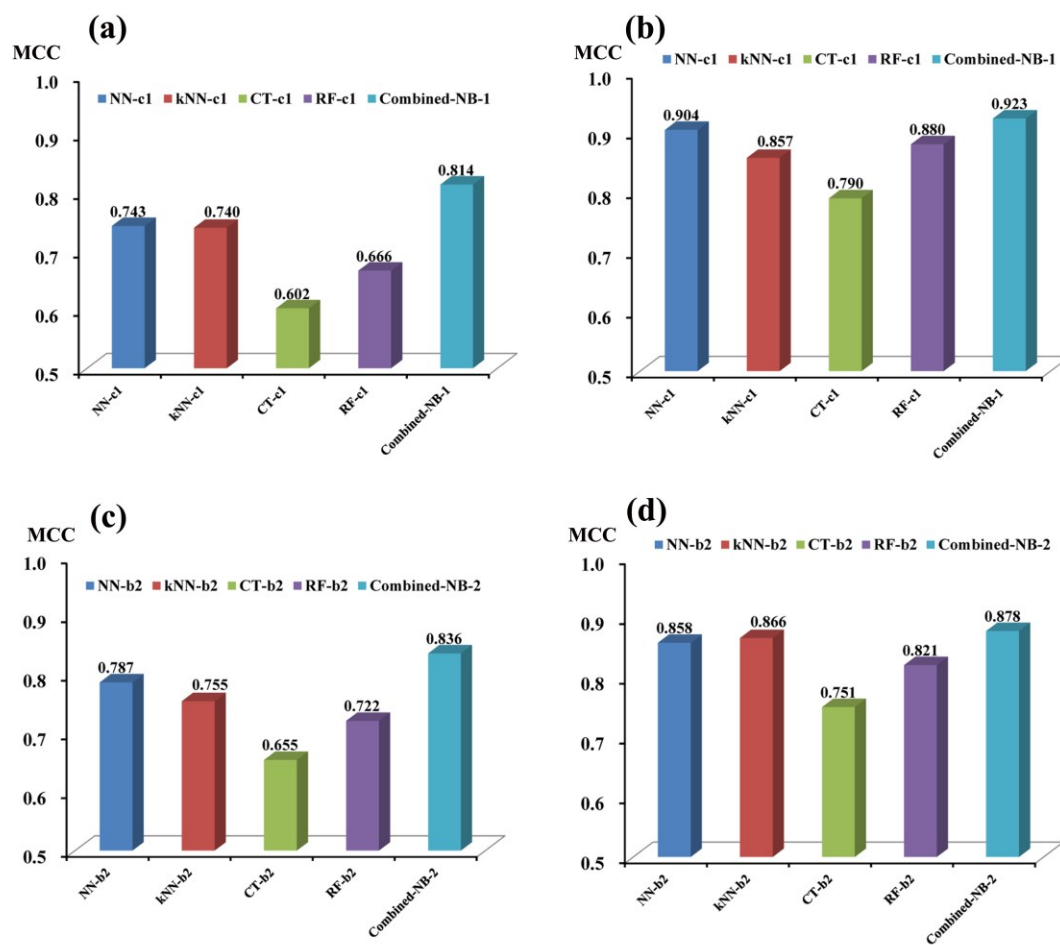 (a)
MCC
NN-c1 kNN-c1 CT-c1 RF-c1 Combined-NB-1
1.0
0.9
0.8
0.7
0.6
0.5
0.743
0.740
0.602
0.666
0.814
NN-c1
kNN-c1
CT-c1
RF-c1
Combined-NB-1
(b)
MCC
NN-c1 kNN-c1 CT-c1 RF-c1 Combined-NB-1
1.0
0.9
0.8
0.7
0.6
0.5
0.904
0.857
0.790
0.880
0.923
NN-c1
kNN-c1
CT-c1
RF-c1
Combined-NB-1
(c)
MCC
NN-b2 kNN-b2 CT-b2 RF-b2 Combined-NB-2
1.0
0.9
0.8
0.7
0.6
0.5
0.787
0.755
0.655
0.722
0.836
NN-b2
kNN-b2
CT-b2
RF-b2
Combined-NB-2
(d)
MCC
NN-b2 kNN-b2 CT-b2 RF-b2 Combined-NB-2
1.0
0.9
0.8
0.7
0.6
0.5
0.858
0.866
0.751
0.821
0.878
NN-b2
kNN-b2
CT-b2
RF-b2
Combined-NB-2